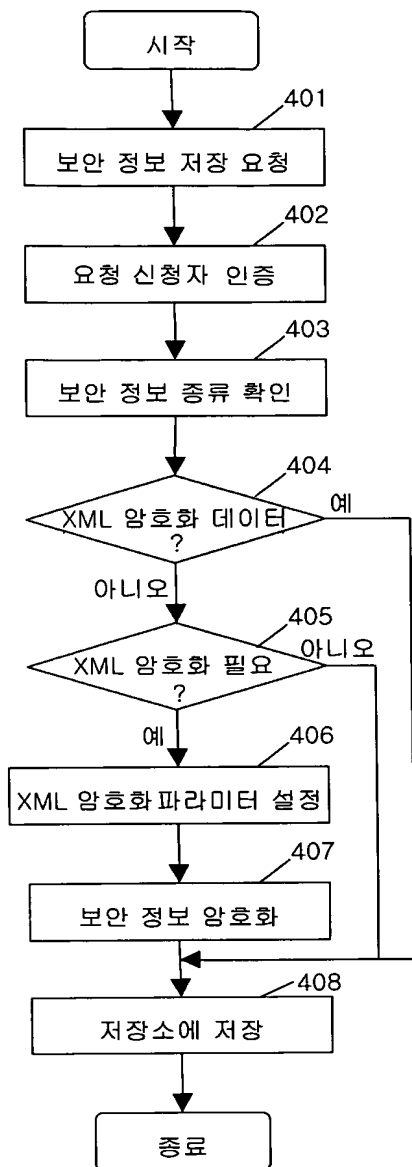 시작
401
보안 정보 저장 요청
402
요청 신청자 인증
403
보안 정보 종류 확인
404
XML 암호화 데이터
?
예
아니오
405
XML 암호화 필요
?
아니오
예
406
XML 암호화파라미터 설정
407
보안 정보 암호화
408
저장소에 저장
종료